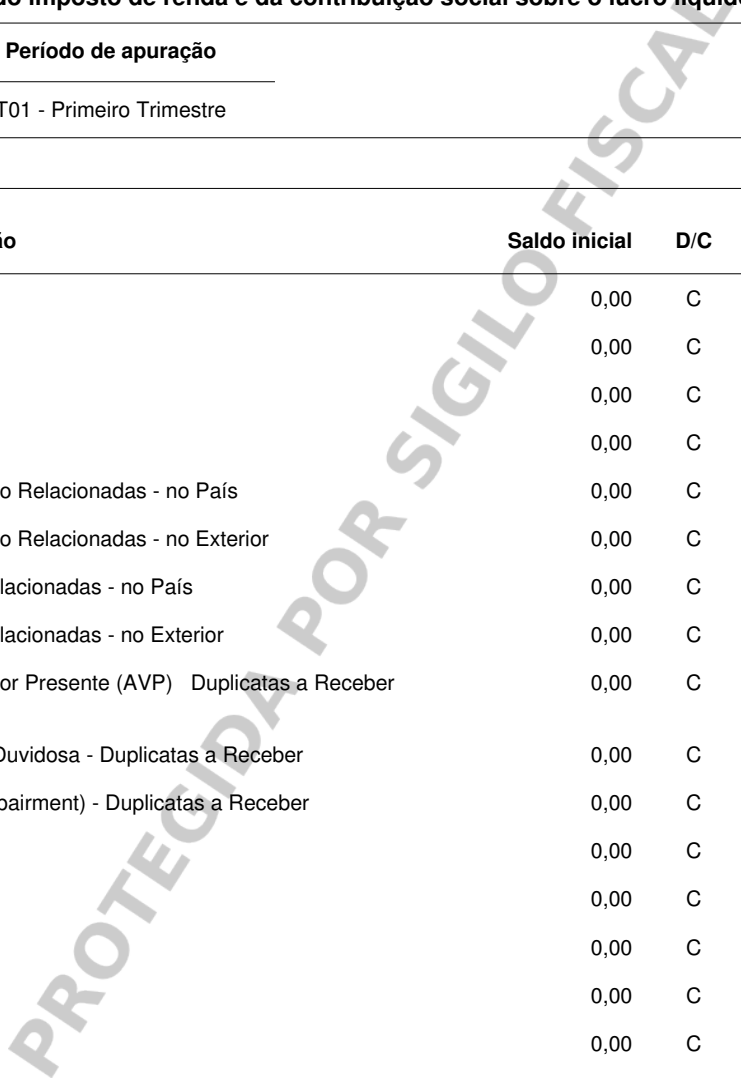 do imposto de renda e da contribuição social sobre o lucro líquido
Período de apuração
T01 - Primeiro Trimestre
ão Saldo inicial D/C
0,00 C
0,00 C
0,00 C
0,00 C
o Relacionadas - no País 0,00 C
o Relacionadas - no Exterior 0,00 C
lacionadas - no País 0,00 C
lacionadas - no Exterior 0,00 C
or Presente (AVP) Duplicatas a Receber 0,00 C
Duvidosa - Duplicatas a Receber 0,00 C
pairment) - Duplicatas a Receber 0,00 C
0,00 C
0,00 C
0,00 C
0,00 C
0,00 C
PROTEGIDA POR SIGILO FISCAL